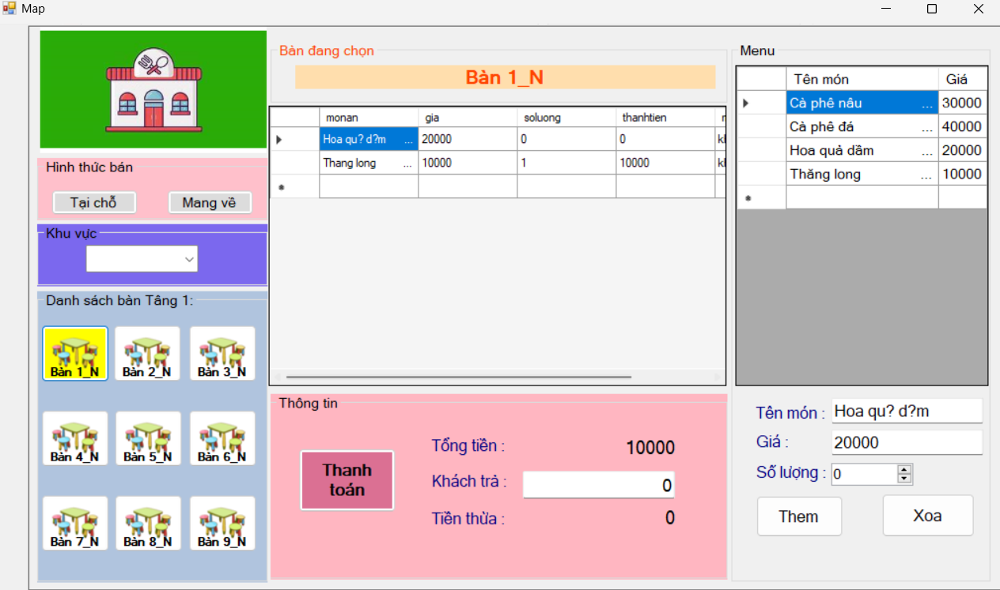 Map
Hình thức bán
Tại chỗ
Mang về
Khu vực
Danh sách bàn Tầng 1:
Bàn 1_N
Bàn 2_N
Bàn 3_N
Bàn 4_N
Bàn 5_N
Bàn 6_N
Bàn 7_N
Bàn 8_N
Bàn 9_N
Bàn đang chọn
Bàn 1_N
monan gia soluong thanhtien
Hoa qu? d?m ... 20000 0 0
Thang long ... 10000 1 10000
Thông tin
Thanh
toán
Tổng tiền : 10000
Khách trả : 0
Tiền thừa : 0
Menu
Tên món Giá
Cà phê nâu ... 30000
Cà phê đá ... 40000
Hoa quả dầm ... 20000
Thăng long ... 10000
Tên món : Hoa qu? d?m
Giá : 20000
Số lượng : 0
Them
Xoa